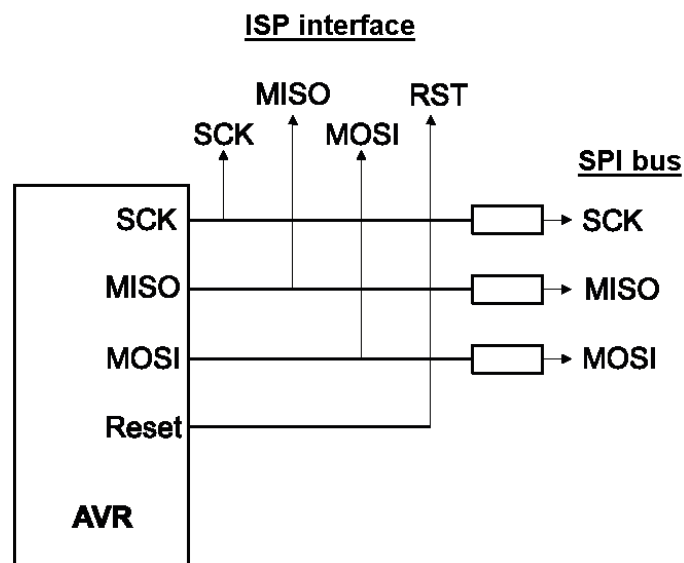 ISP interface
MISO RST
SCK MOSI
SPI bus
SCK SCK
MISO MISO
MOSI MOSI
Reset
AVR